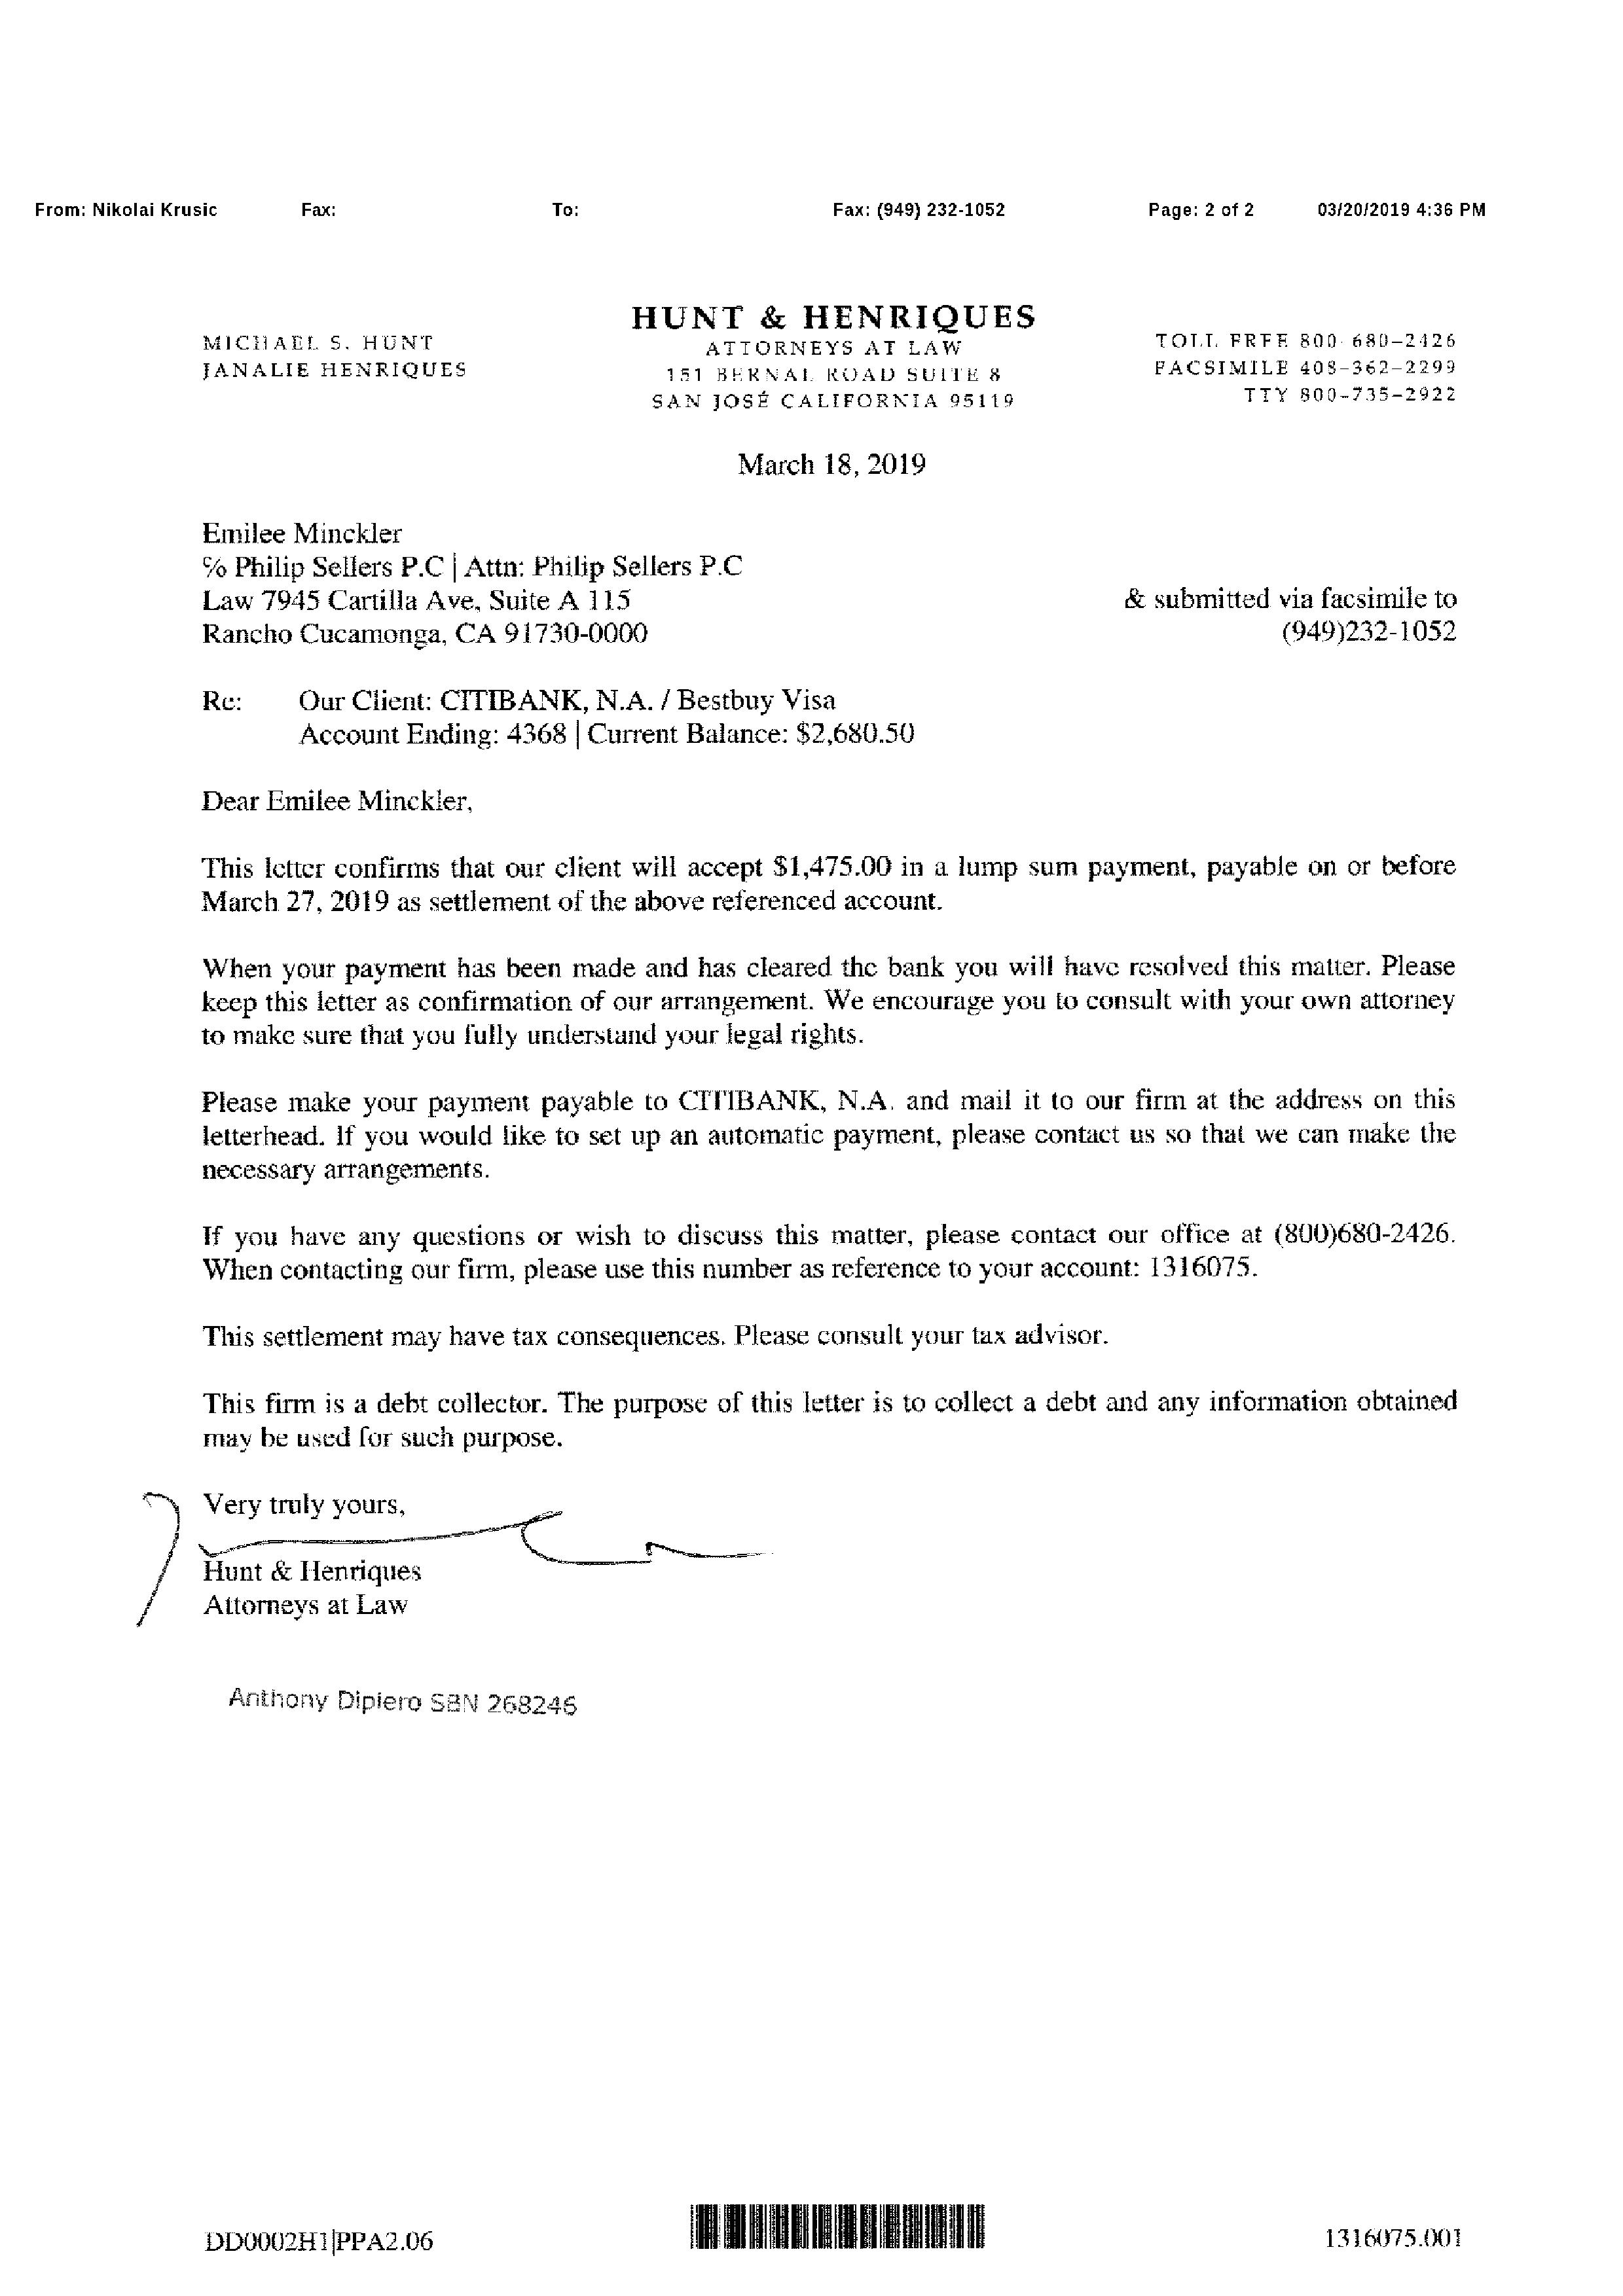 From: Nikolai Krusic Fax: To: Fax: (949) 232-1052 Page: 2 of 2 03/20/2019 4:36 PM
MICHAEL S. HUNT
JANALIE HENRIQUES
HUNT & HENRIQUES
ATTORNEYS AT LAW
151 BERNAL ROAD SUITE 8
SAN JOSÉ CALIFORNIA 95119
TOLL FREE 800-680-2426
FACSIMILE 408-362-2299
TTY 800-735-2922
March 18, 2019
Emilee Minckler
℅ Philip Sellers P.C | Attn: Philip Sellers P.C
Law 7945 Cartilla Ave, Suite A 115
Rancho Cucamonga, CA 91730-0000
& submitted via facsimile to
(949)232-1052
Re: Our Client: CITIBANK, N.A. / Bestbuy Visa
Account Ending: 4368 | Current Balance: $2,680.50
Dear Emilee Minckler,
This letter confirms that our client will accept $1,475.00 in a lump sum payment, payable on or before
March 27, 2019 as settlement of the above referenced account.
When your payment has been made and has cleared the bank you will have resolved this matter. Please
keep this letter as confirmation of our arrangement. We encourage you to consult with your own attorney
to make sure that you fully understand your legal rights.
Please make your payment payable to CITIBANK, N.A. and mail it to our firm at the address on this
letterhead. If you would like to set up an automatic payment, please contact us so that we can make the
necessary arrangements.
If you have any questions or wish to discuss this matter, please contact our office at (800)680-2426.
When contacting our firm, please use this number as reference to your account: 1316075.
This settlement may have tax consequences. Please consult your tax advisor.
This firm is a debt collector. The purpose of this letter is to collect a debt and any information obtained
may be used for such purpose.
Very truly yours,
Hunt & Henriques
Attorneys at Law
Anthony Dipiero SBN 268246
DD0002H1|PPA2.06
1316075.001